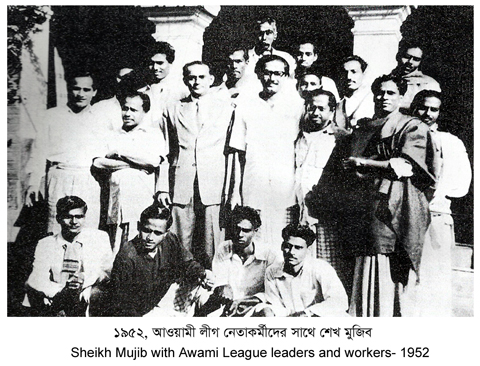 ১৯৫২, আওয়ামী লীগ নেতাকর্মীদের সাথে শেখ মুজিব
Sheikh Mujib with Awami League leaders and workers- 1952